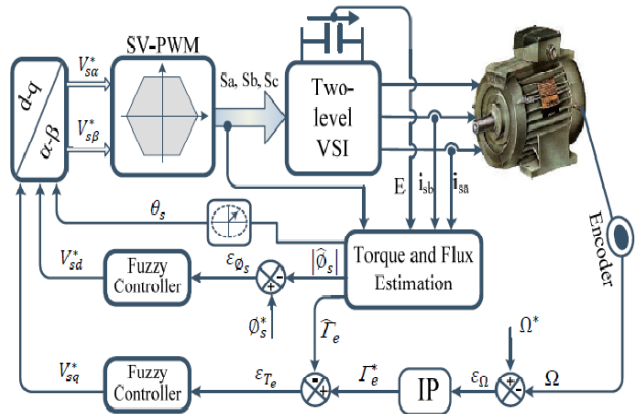 SV-PWM
d-q
α-β
V*sα
V*sβ
Sa, Sb, Sc
Two-
level
VSI
E
isb
isa
Encoder
θs
Torque and Flux
Estimation
V*sd
Fuzzy
Controller
ε∅s
-
+
|∅̂s|
∅*s
T̂e
V*sq
Fuzzy
Controller
εTe
-
+
Γ*e
IP
εΩ
+
-
Ω*
Ω